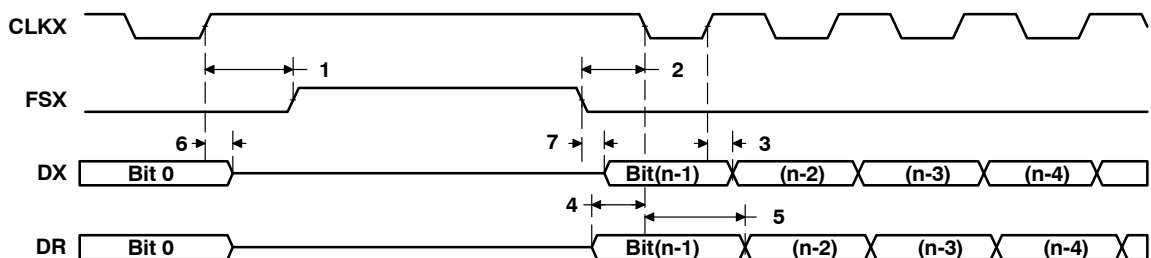 CLKX
1 2
FSX
6 7 3
DX Bit 0 Bit(n-1) (n-2) (n-3) (n-4)
4 5
DR Bit 0 Bit(n-1) (n-2) (n-3) (n-4)